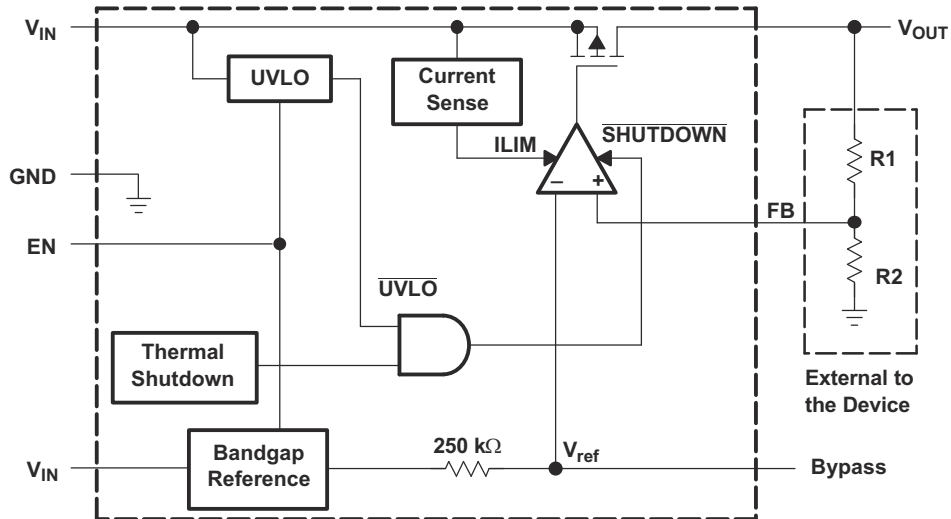 VIN
VOUT
UVLO
Current
Sense
SHUTDOWN
ILIM
R1
GND
− +
FB
EN
R2
UVLO
Thermal
Shutdown
External to
the Device
250 kΩ
Vref
VIN
Bandgap
Reference
Bypass